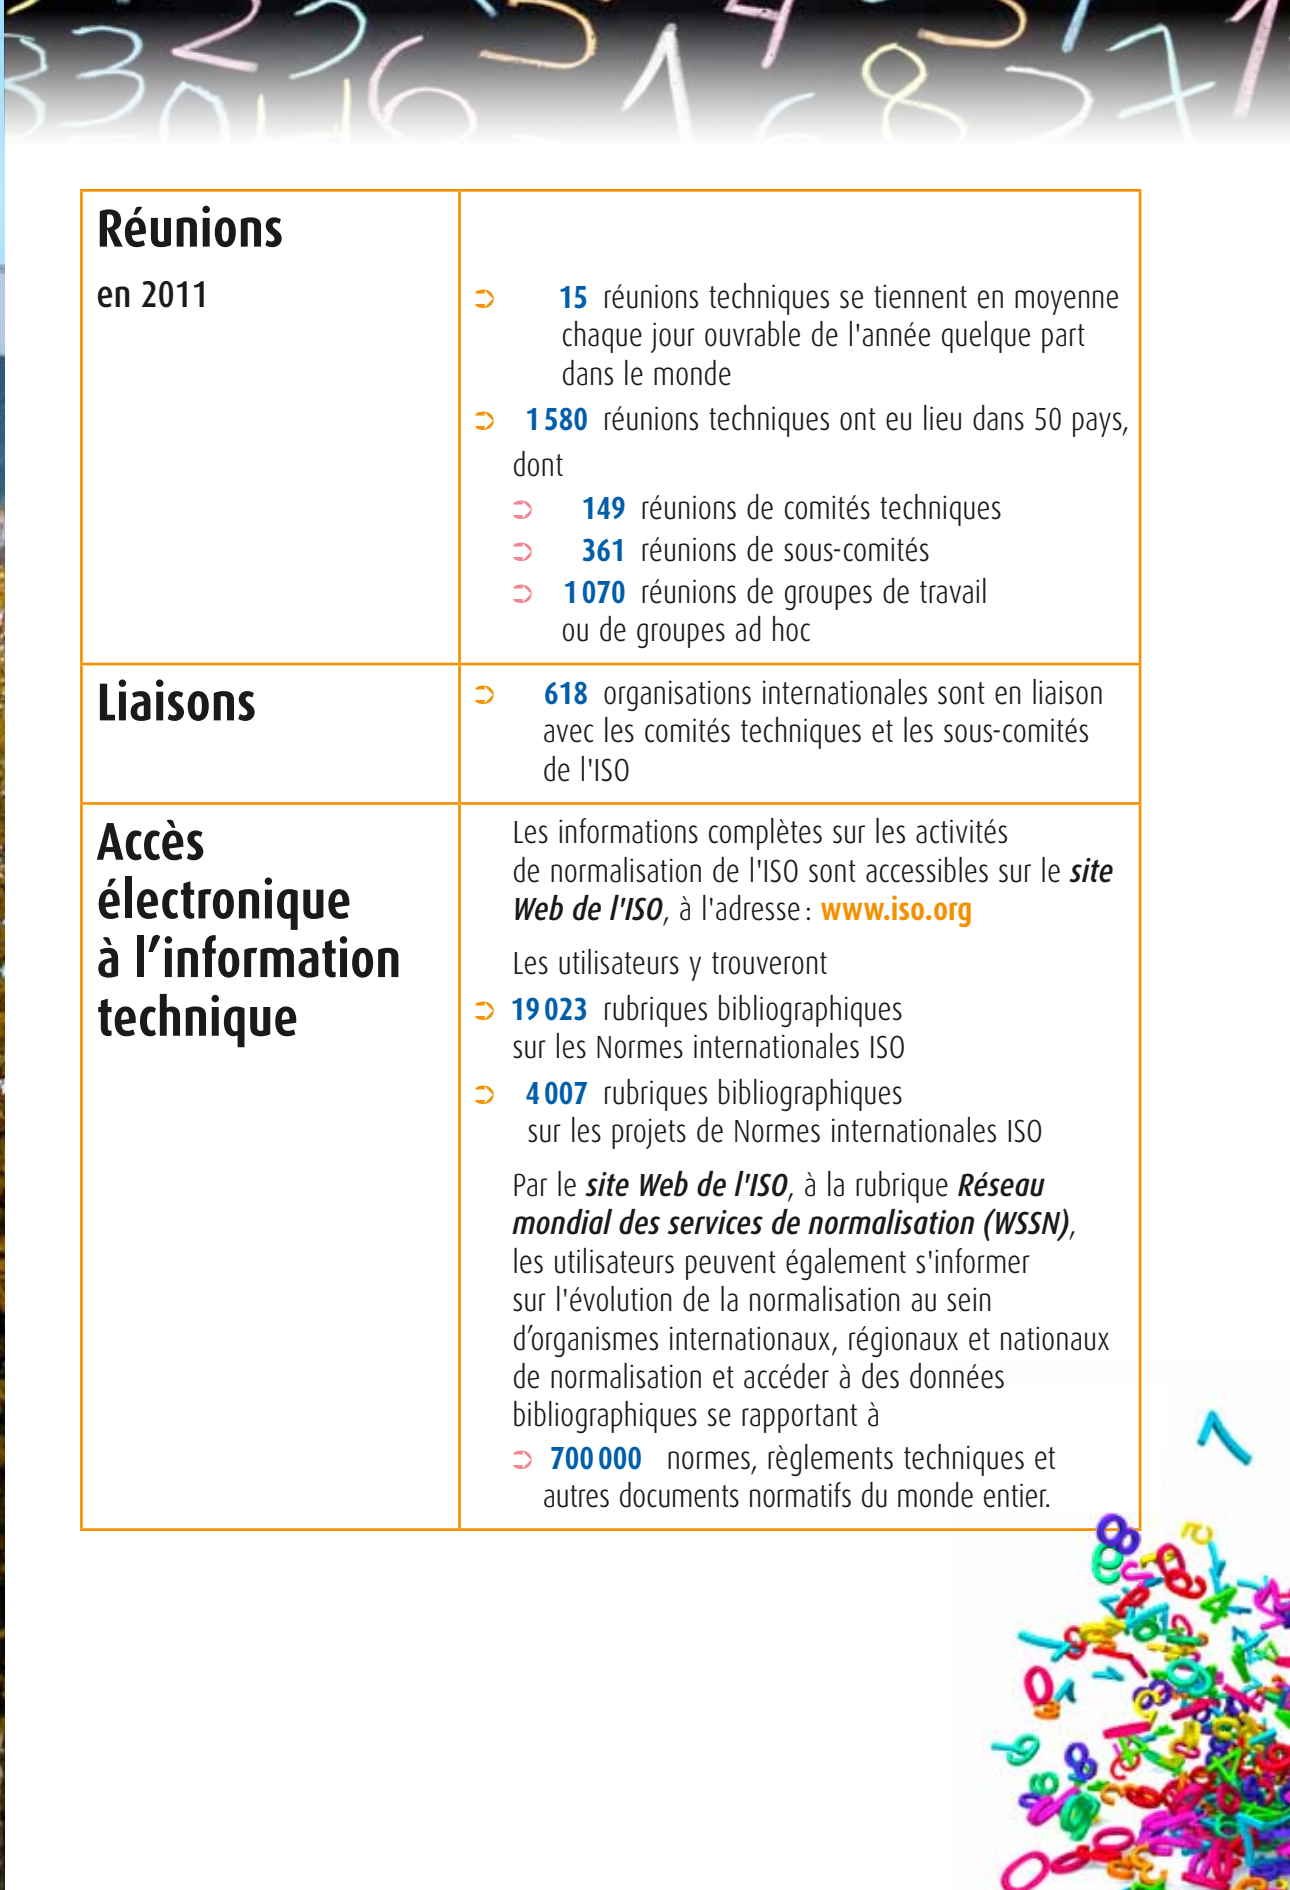 Réunions
en 2011
➲ 15 réunions techniques se tiennent en moyenne
chaque jour ouvrable de l'année quelque part
dans le monde
➲ 1 580 réunions techniques ont eu lieu dans 50 pays,
dont
➲ 149 réunions de comités techniques
➲ 361 réunions de sous-comités
➲ 1 070 réunions de groupes de travail
ou de groupes ad hoc
Liaisons
➲ 618 organisations internationales sont en liaison
avec les comités techniques et les sous-comités
de l'ISO
Accès
électronique
à l’information
technique
Les informations complètes sur les activités
de normalisation de l'ISO sont accessibles sur le site
Web de l'ISO, à l'adresse : www.iso.org
Les utilisateurs y trouveront
➲ 19 023 rubriques bibliographiques
sur les Normes internationales ISO
➲ 4 007 rubriques bibliographiques
sur les projets de Normes internationales ISO
Par le site Web de l'ISO, à la rubrique Réseau
mondial des services de normalisation (WSSN),
les utilisateurs peuvent également s'informer
sur l'évolution de la normalisation au sein
d’organismes internationaux, régionaux et nationaux
de normalisation et accéder à des données
bibliographiques se rapportant à
➲ 700 000 normes, règlements techniques et
autres documents normatifs du monde entier.